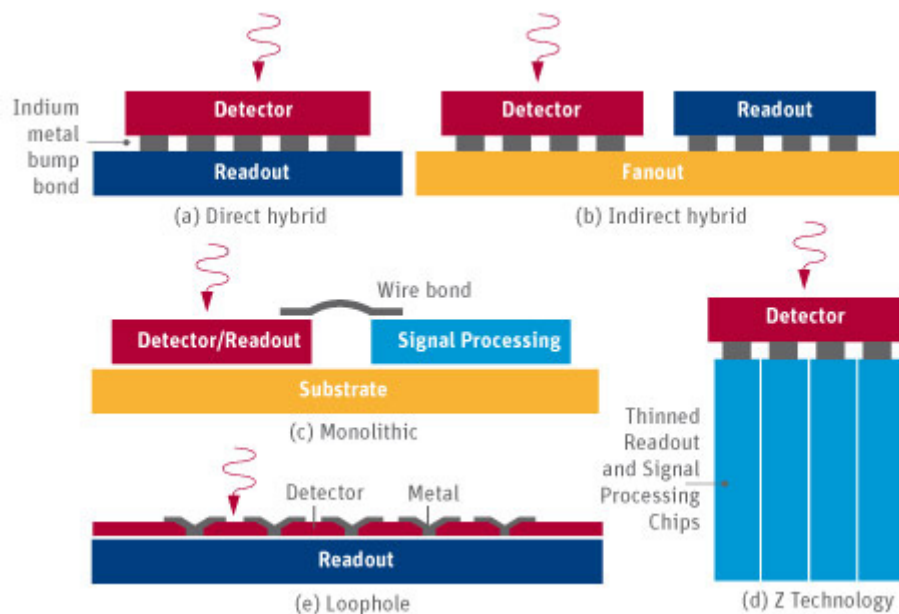 Indium
metal
bump
bond
Detector
Readout
(a) Direct hybrid
Detector
Readout
Fanout
(b) Indirect hybrid
Wire bond
Detector/Readout
Signal Processing
Substrate
(c) Monolithic
Detector
Thinned
Readout
and Signal
Processing
Chips
(d) Z Technology
Detector
Metal
Readout
(e) Loophole